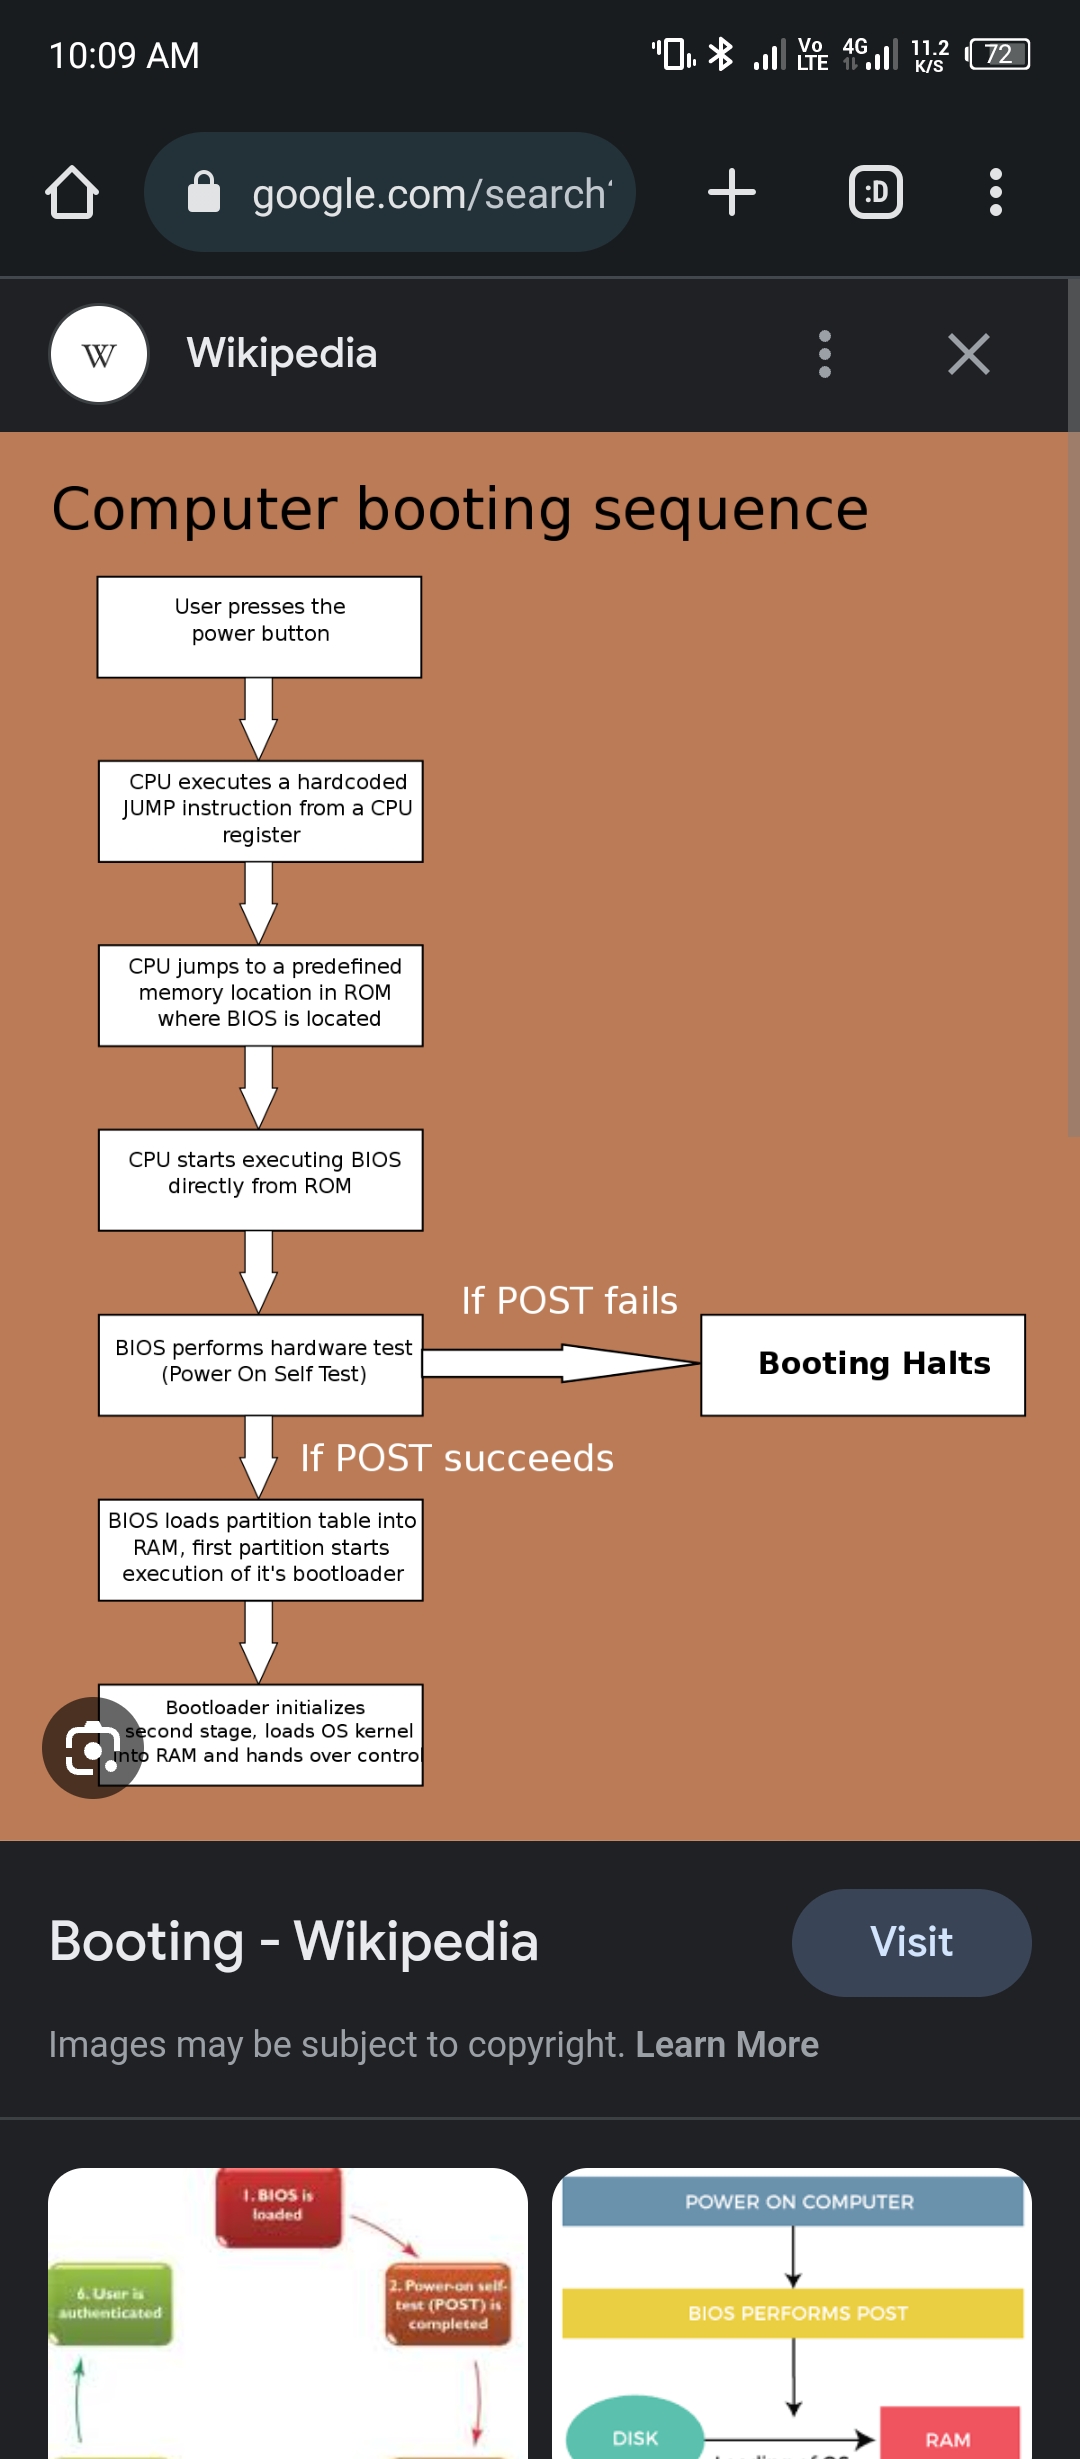 10:09 AM
Vo LTE 4G 11.2 K/S 72
google.com/search
:D
W
Wikipedia
Computer booting sequence
User presses the
power button
CPU executes a hardcoded
JUMP instruction from a CPU
register
CPU jumps to a predefined
memory location in ROM
where BIOS is located
CPU starts executing BIOS
directly from ROM
If POST fails
BIOS performs hardware test
(Power On Self Test)
Booting Halts
If POST succeeds
BIOS loads partition table into
RAM, first partition starts
execution of it's bootloader
Bootloader initializes
second stage, loads OS kernel
into RAM and hands over control
Booting - Wikipedia
Visit
Images may be subject to copyright. Learn More
1. BIOS is
loaded
6. User is
authenticated
2. Power-on self-
test (POST) is
completed
POWER ON COMPUTER
BIOS PERFORMS POST
DISK
RAM